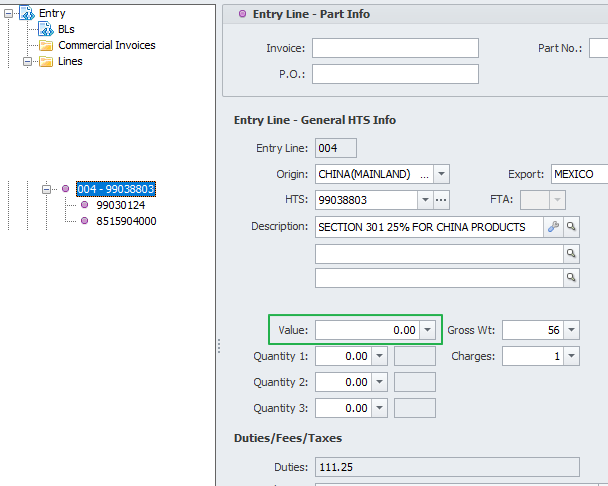 Entry
BLs
Commercial Invoices
Lines
004 - 99038803
99030124
8515904000
Entry Line - Part Info
Invoice: Part No.:
P.O.:
Entry Line - General HTS Info
Entry Line: 004
Origin: CHINA(MAINLAND) ... Export: MEXICO
HTS: 99038803 ... FTA:
Description: SECTION 301 25% FOR CHINA PRODUCTS
Value: 0.00 Gross Wt: 56
Quantity 1: 0.00 Charges: 1
Quantity 2: 0.00
Quantity 3: 0.00
Duties/Fees/Taxes
Duties: 111.25